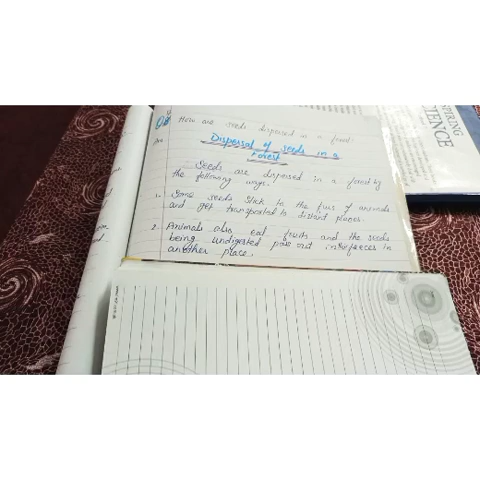 How are seeds dispersed in a forest
Ans
Dispersal of seeds in a
Forest
Seeds are dispersed in a forest by
the following ways.
1. Some seeds stick to the furs of animals
and get transported to distant places.
2. Animals also eat fruits and the seeds
being undigested pass out in faeces in
another place.
CIENCE